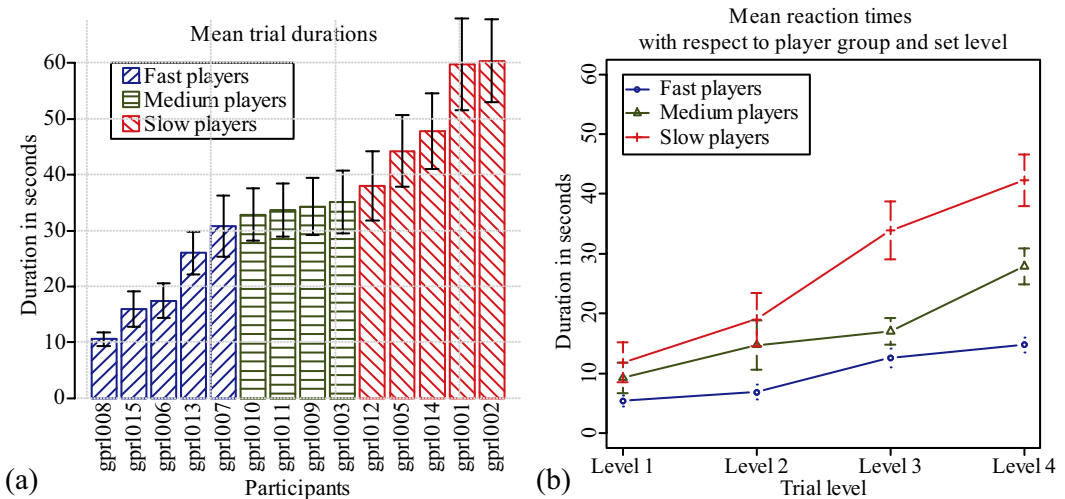 Mean trial durations
Fast players
Medium players
Slow players
Duration in seconds
60
50
40
30
20
10
0
gprl008
gprl015
gprl006
gprl013
gprl007
gprl010
gprl011
gprl009
gprl003
gprl012
gprl005
gprl014
gprl001
gprl002
Participants
(a)
Mean reaction times
with respect to player group and set level
Fast players
Medium players
Slow players
Duration in seconds
60
50
40
30
20
10
0
Level 1
Level 2
Level 3
Level 4
Trial level
(b)